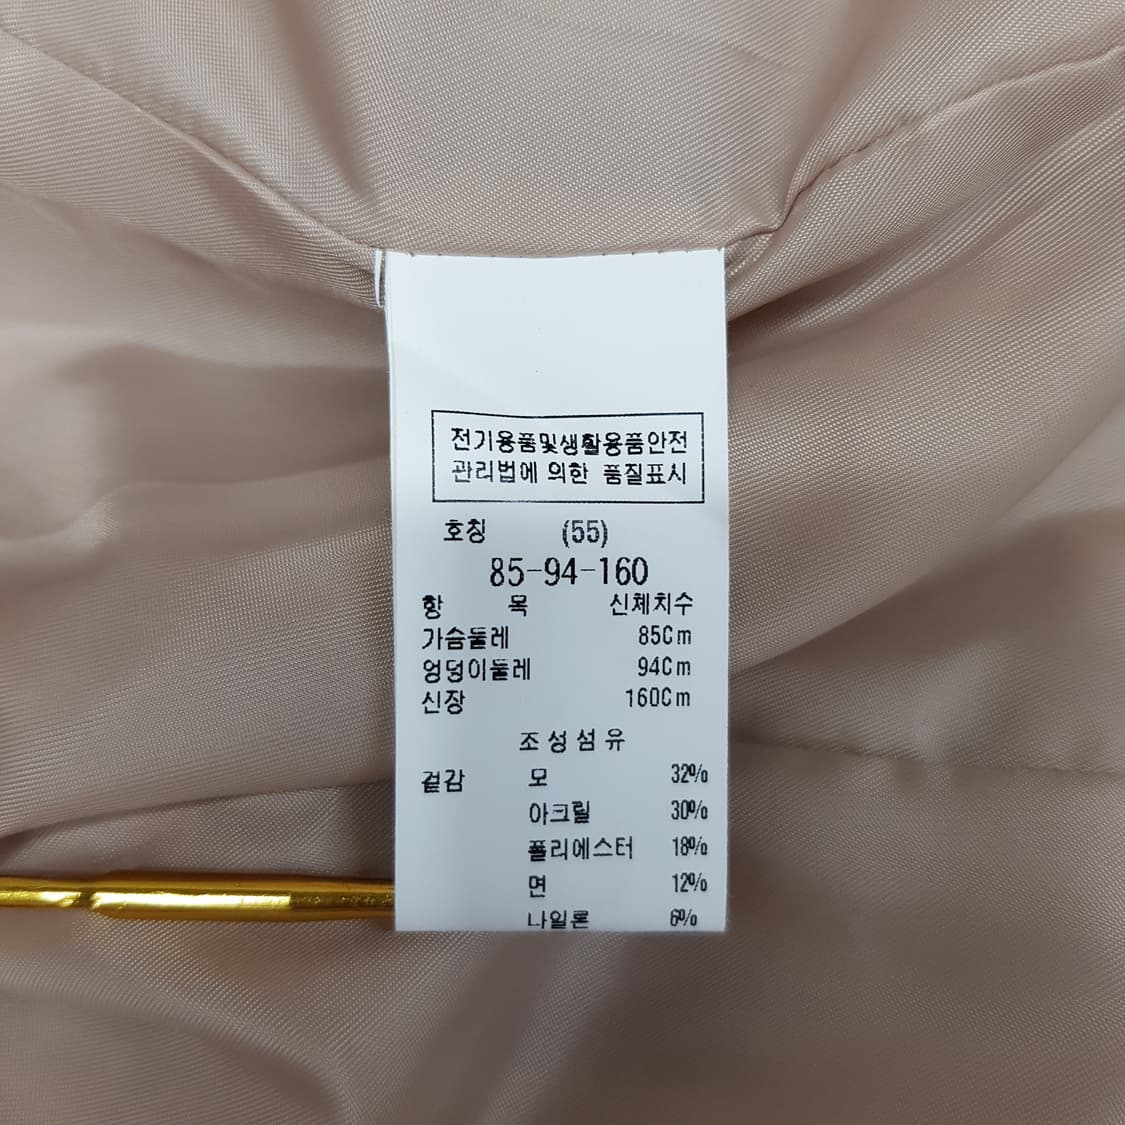 전기용품및생활용품안전
관리법에 의한 품질표시
호칭 (55)
85-94-160
항 목 신체치수
가슴둘레 85Cm
엉덩이둘레 94Cm
신장 160Cm
조성섬유
겉감 모 32%
아크릴 30%
폴리에스터 18%
면 12%
나일론 6%